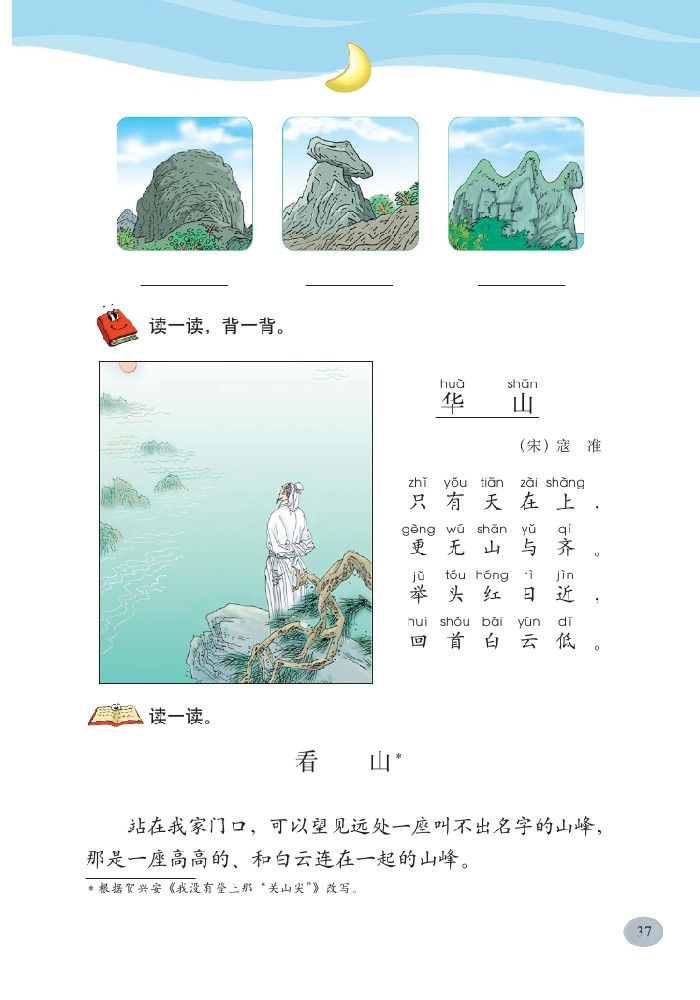 读一读，背一背。
huà shān
华 山
（宋）寇 准
zhǐ yǒu tiān zài shàng
只 有 天 在 上，
gèng wú shān yǔ qí
更 无 山 与 齐。
jǔ tóu hóng rì jìn
举 头 红 日 近，
huí shǒu bái yún dī
回 首 白 云 低。
读一读。
看 山*
站在我家门口，可以望见远处一座叫不出名字的山峰，
那是一座高高的、和白云连在一起的山峰。
* 根据贺兴安《我没有登上那“关山尖”》改写。
37